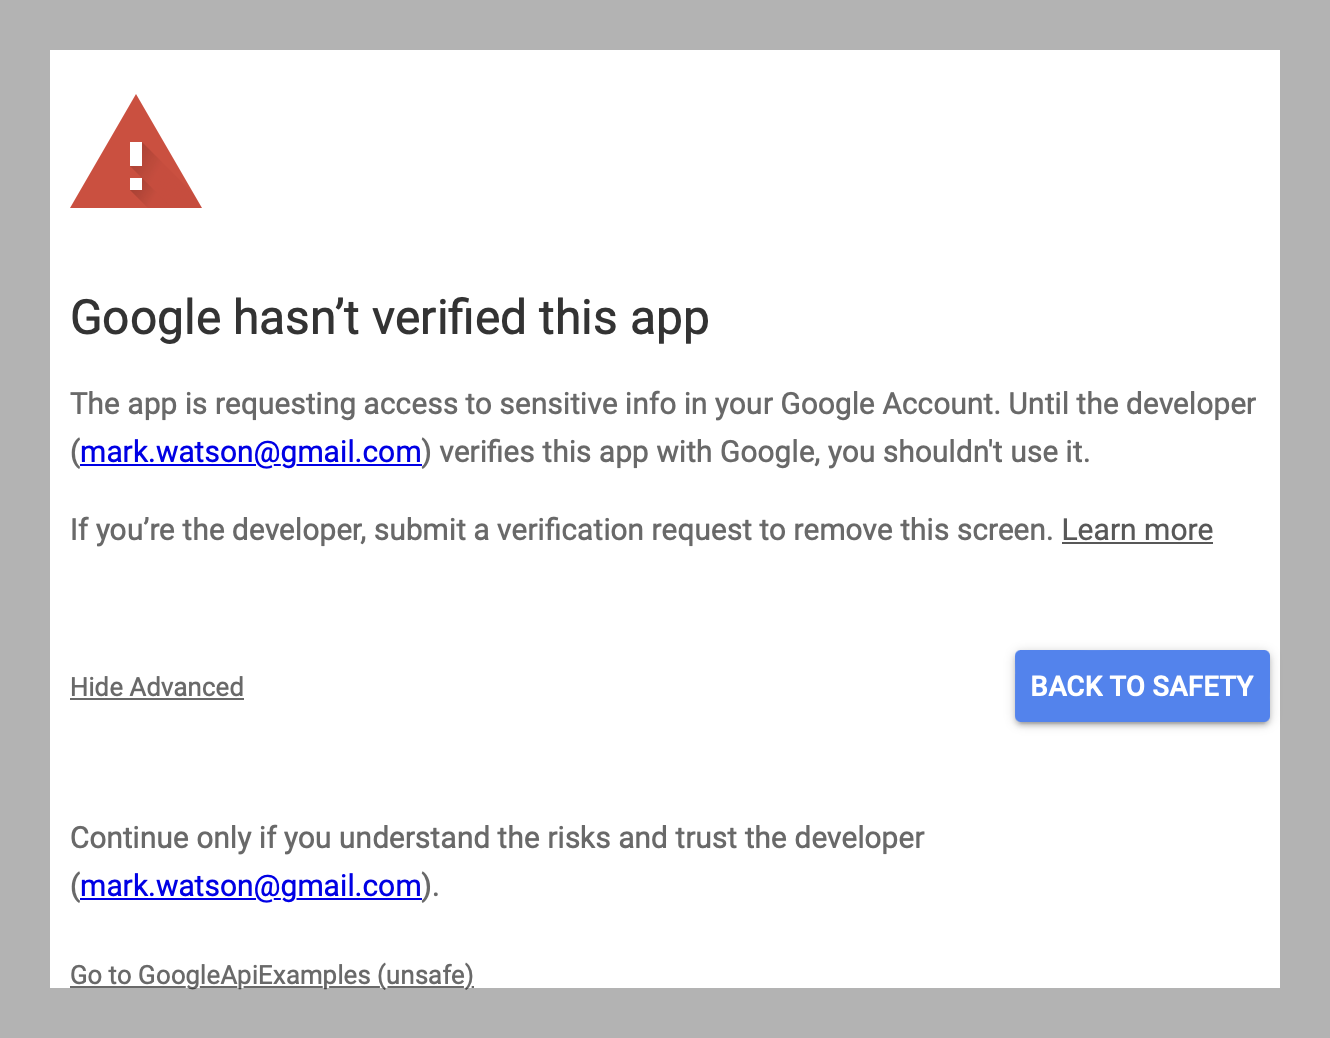 Google hasn’t verified this app
The app is requesting access to sensitive info in your Google Account. Until the developer
(mark.watson@gmail.com) verifies this app with Google, you shouldn't use it.
If you’re the developer, submit a verification request to remove this screen. Learn more
Hide Advanced
BACK TO SAFETY
Continue only if you understand the risks and trust the developer
(mark.watson@gmail.com).
Go to GoogleApiExamples (unsafe)